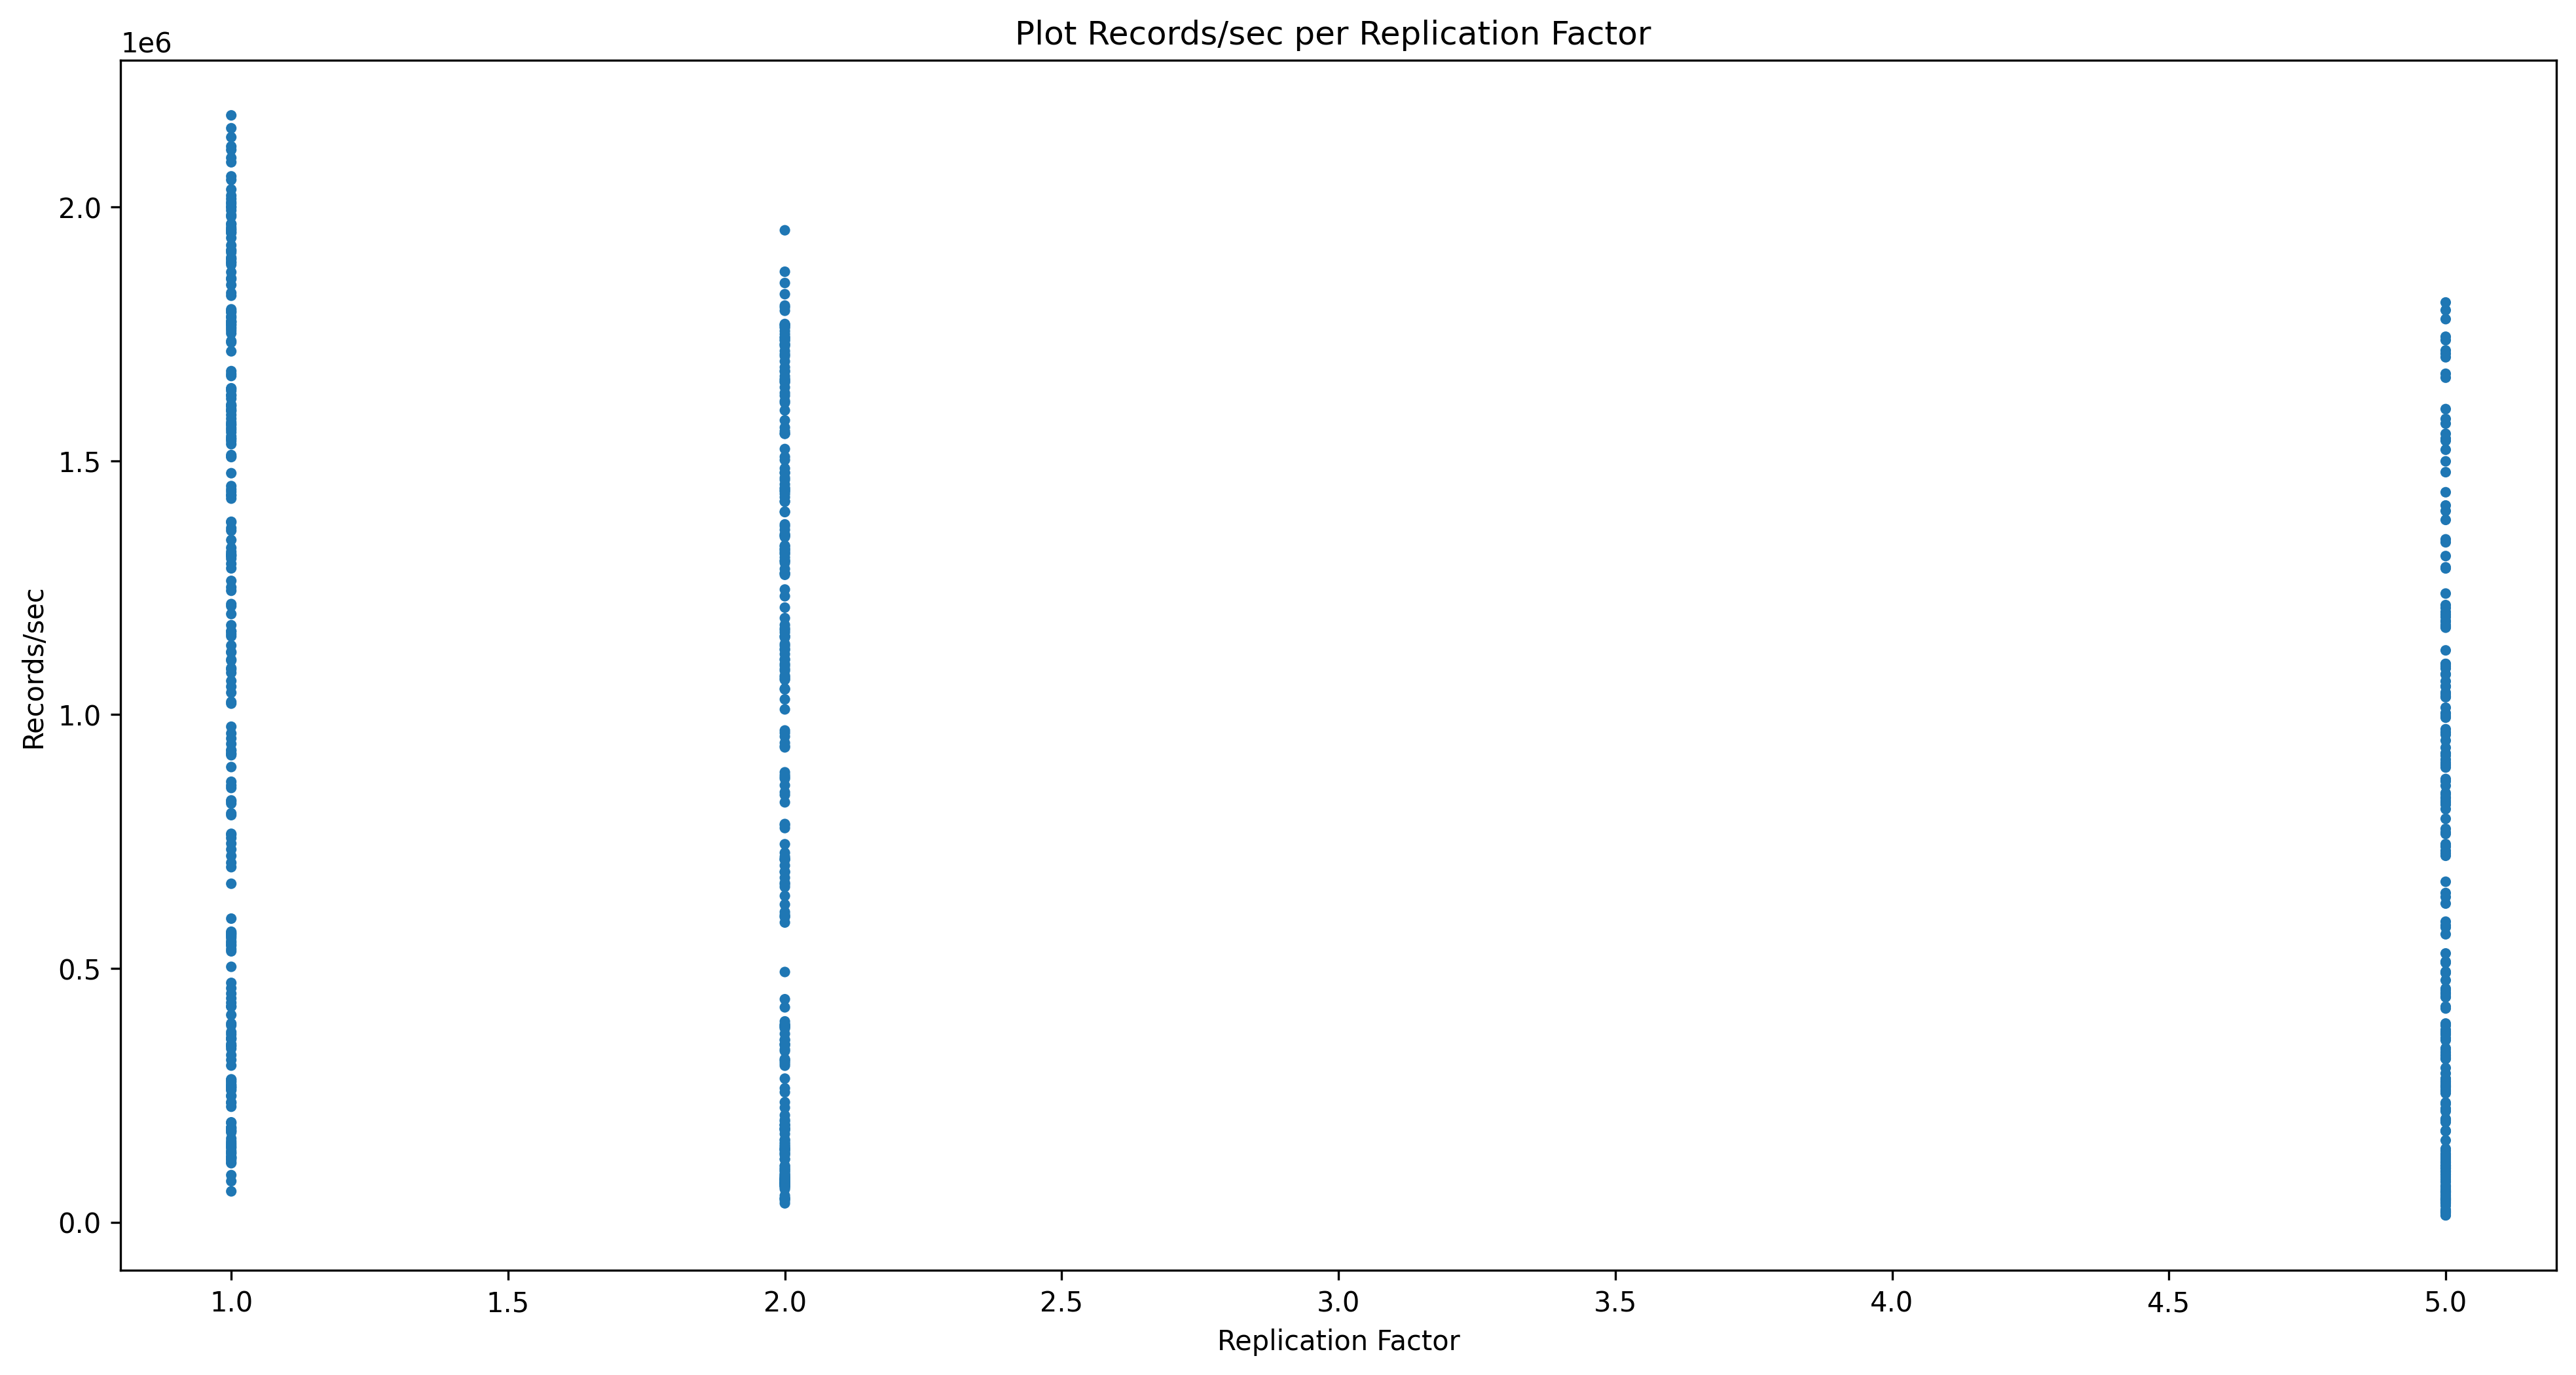 Plot Records/sec per Replication Factor
1e6
2.0
1.5
1.0
0.5
0.0
Records/sec
1.0 1.5 2.0 2.5 3.0 3.5 4.0 4.5 5.0
Replication Factor